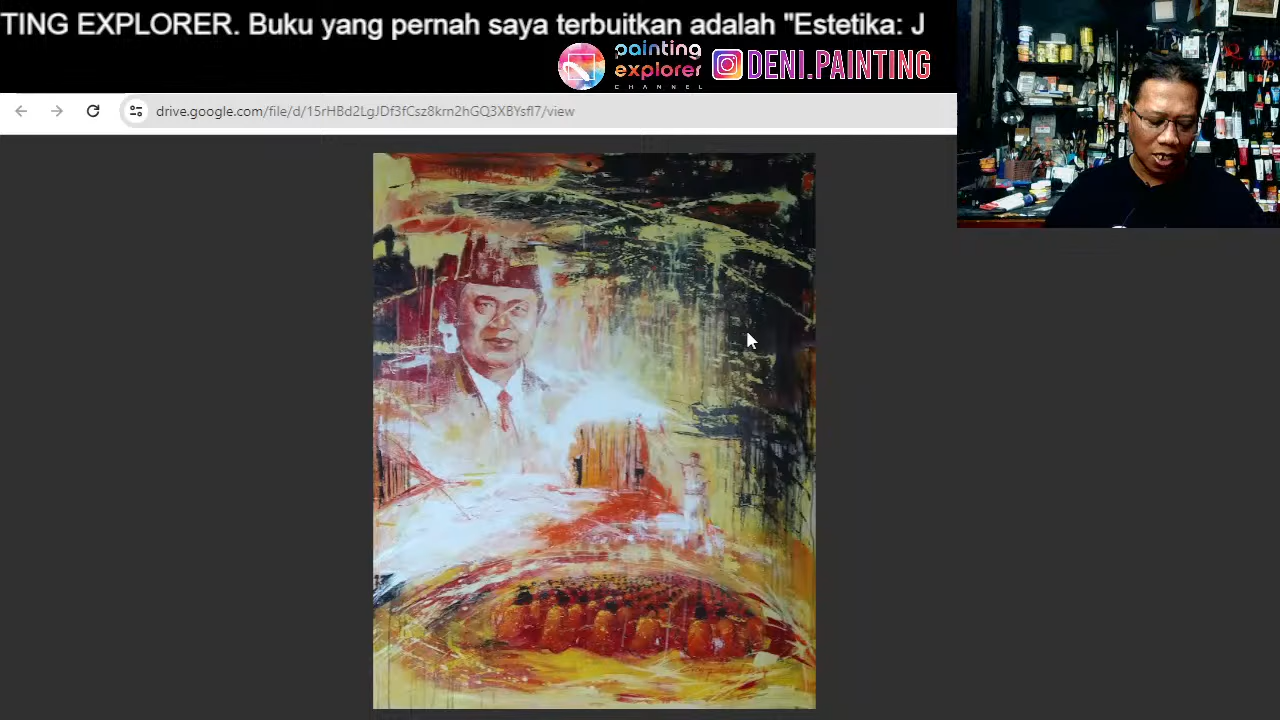 TING EXPLORER. Buku yang pernah saya terbuitkan adalah "Estetika: J
painting
explorer
CHANNEL
DENI.PAINTING
drive.google.com/file/d/15rHBd2LgJDf3fCsz8krn2hGQ3XBYsfl7/view